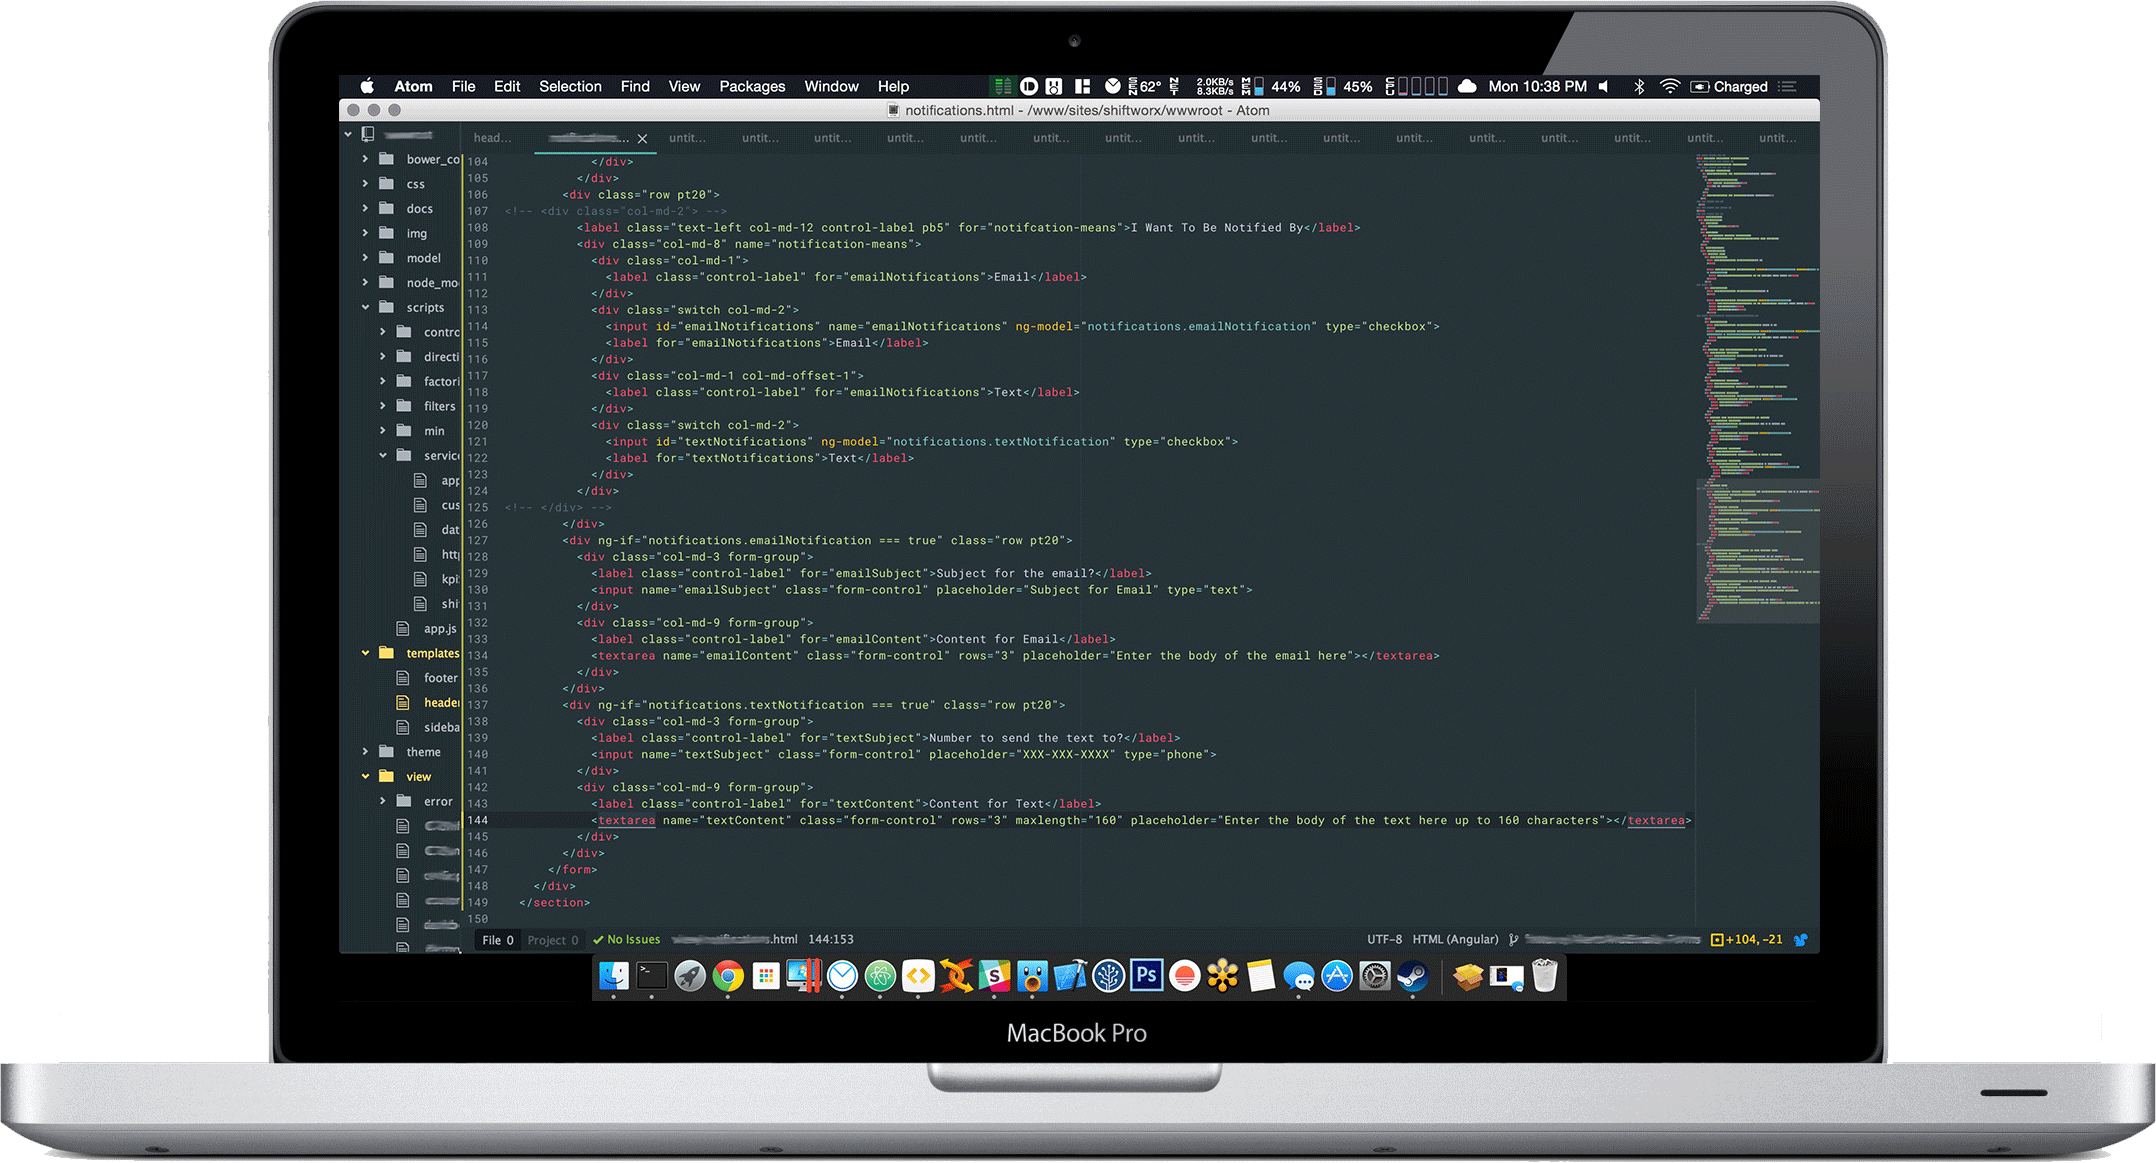 Atom File Edit Selection Find View Packages Window Help SEN 62° NET 2.0KB/s 8.3KB/s MEM 44% SSD 45% CPU Mon 10:38 PM Charged
notifications.html - /www/sites/shiftworx/wwwroot - Atom
head... ... untit... untit... untit... untit... untit... untit... untit... untit... untit... untit... untit... untit... untit... untit... untit... untit...
bower_co
css
docs
img
model
node_mo
scripts
contro
directi
factori
filters
min
service
app
cus
dat
htt
kpi
shi
app.js
templates
footer
heade
sideba
theme
view
error
104 </div>
105 </div>
106 <div class="row pt20">
107 <!-- <div class="col-md-2"> -->
108 <label class="text-left col-md-12 control-label pb5" for="notifcation-means">I Want To Be Notified By</label>
109 <div class="col-md-8" name="notification-means">
110 <div class="col-md-1">
111 <label class="control-label" for="emailNotifications">Email</label>
112 </div>
113 <div class="switch col-md-2">
114 <input id="emailNotifications" name="emailNotifications" ng-model="notifications.emailNotification" type="checkbox">
115 <label for="emailNotifications">Email</label>
116 </div>
117 <div class="col-md-1 col-md-offset-1">
118 <label class="control-label" for="emailNotifications">Text</label>
119 </div>
120 <div class="switch col-md-2">
121 <input id="textNotifications" ng-model="notifications.textNotification" type="checkbox">
122 <label for="textNotifications">Text</label>
123 </div>
124 </div>
125 <!-- </div> -->
126 </div>
127 <div ng-if="notifications.emailNotification === true" class="row pt20">
128 <div class="col-md-3 form-group">
129 <label class="control-label" for="emailSubject">Subject for the email?</label>
130 <input name="emailSubject" class="form-control" placeholder="Subject for Email" type="text">
131 </div>
132 <div class="col-md-9 form-group">
133 <label class="control-label" for="emailContent">Content for Email</label>
134 <textarea name="emailContent" class="form-control" rows="3" placeholder="Enter the body of the email here"></textarea>
135 </div>
136 </div>
137 <div ng-if="notifications.textNotification === true" class="row pt20">
138 <div class="col-md-3 form-group">
139 <label class="control-label" for="textSubject">Number to send the text to?</label>
140 <input name="textSubject" class="form-control" placeholder="XXX-XXX-XXXX" type="phone">
141 </div>
142 <div class="col-md-9 form-group">
143 <label class="control-label" for="textContent">Content for Text</label>
144 <textarea name="textContent" class="form-control" rows="3" maxlength="160" placeholder="Enter the body of the text here up to 160 characters"></textarea>
145 </div>
146 </div>
147 </form>
148 </div>
149 </section>
150
File 0 Project 0 No Issues .html 144:153 UTF-8 HTML (Angular) +104, -21
>_ S Ps
MacBook Pro